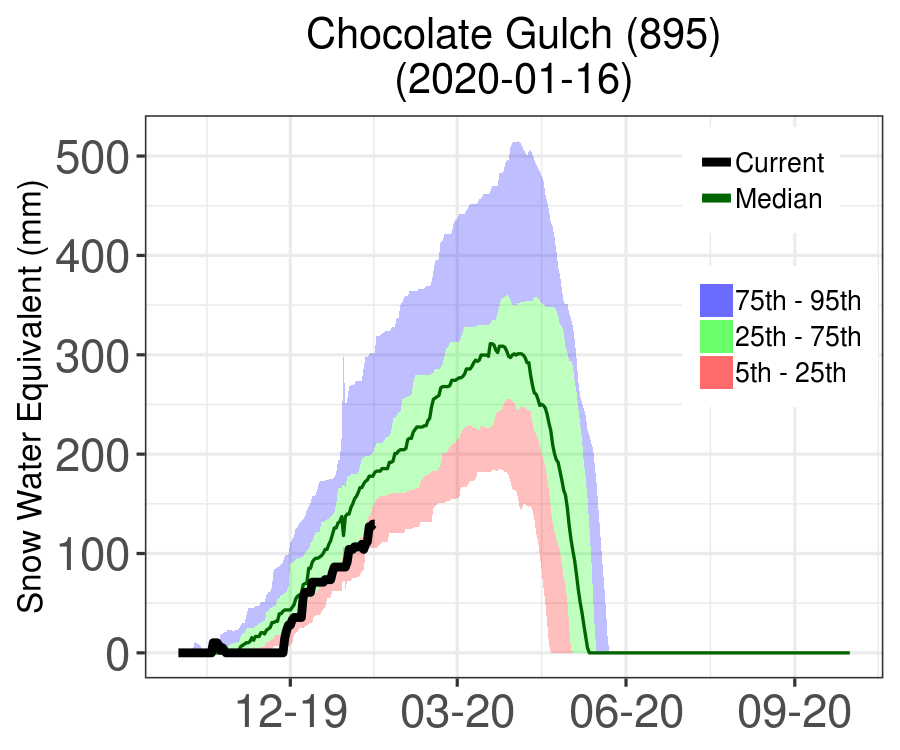 Chocolate Gulch (895)
(2020-01-16)
Snow Water Equivalent (mm)
500
400
300
200
100
0
12-19
03-20
06-20
09-20
Current
Median
75th - 95th
25th - 75th
5th - 25th